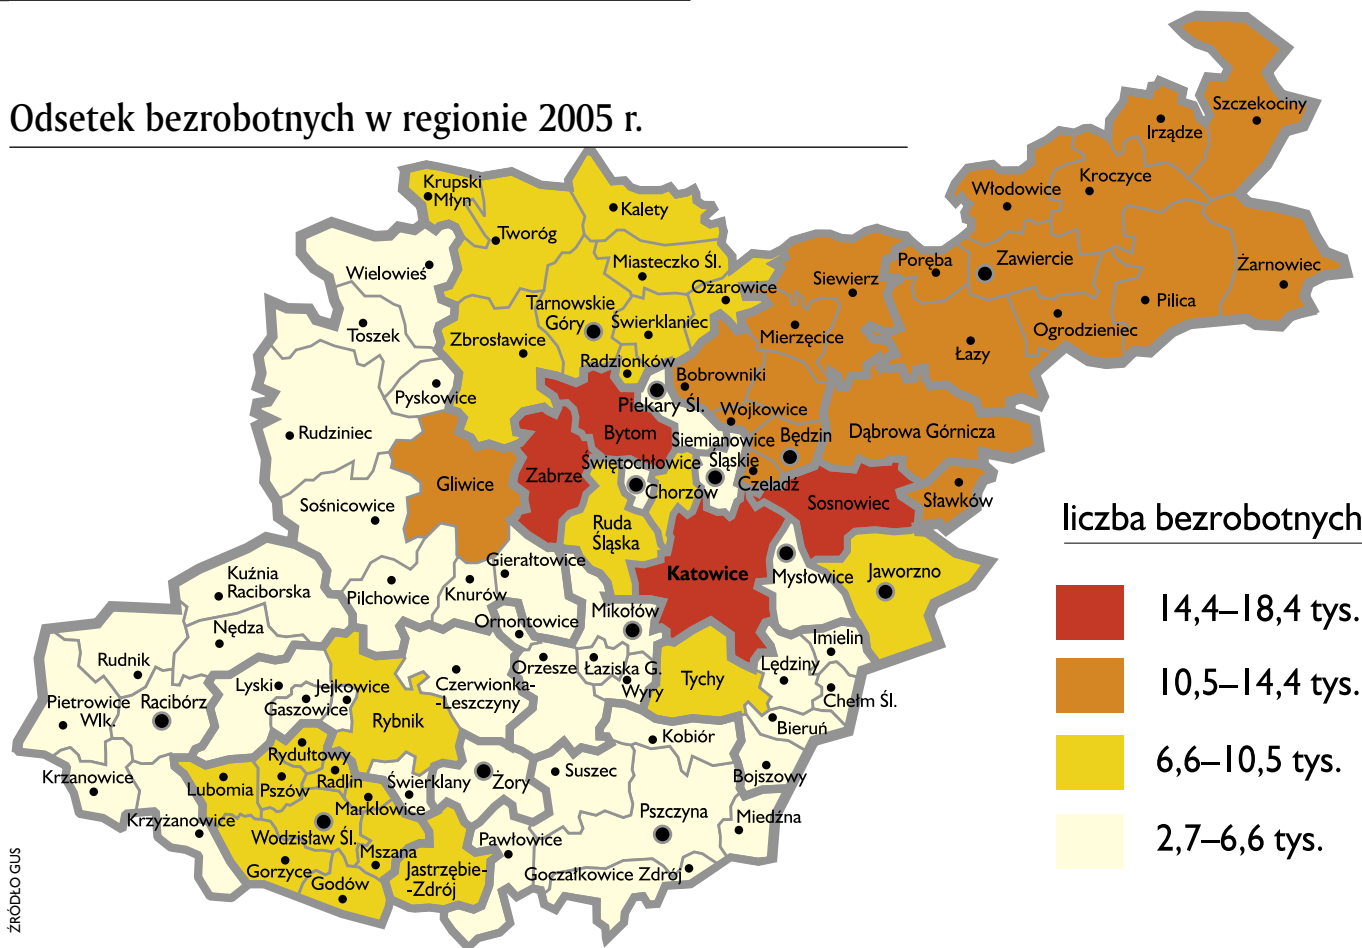 Odsetek bezrobotnych w regionie 2005 r.
Szczekociny
Irządze
Kroczyce
Włodowice
Krupski
Młyn
Kalety
Tworóg
Wielowieś
Miasteczko Śl.
Ożarowice
Siewierz
Poręba
Zawiercie
Żarnowiec
Pilica
Toszek
Tarnowskie
Góry
Świerklaniec
Zbrosławice
Mierzęcice
Ogrodzieniec
Łazy
Radzionków
Bobrowniki
Pyskowice
Piekary Śl.
Wojkowice
Rudziniec
Bytom
Siemianowice
Śląskie
Będzin
Dąbrowa Górnicza
Świętochłowice
Zabrze
Gliwice
Chorzów
Czeladź
Sosnowiec
Sławków
Sośnicowice
Ruda
Śląska
liczba bezrobotnych
Gierałtowice
Katowice
Mysłowice
Jaworzno
Kuźnia
Raciborska
Pilchowice
Knurów
14,4–18,4 tys.
Nędza
Ornontowice
Mikołów
Imielin
Rudnik
Orzesze
Łaziska G.
Lędziny
Wyry
Tychy
10,5–14,4 tys.
Lyski
Jejkowice
Czerwionka-
-Leszczyny
Chełm Śl.
Pietrowice
Wlk.
Racibórz
Gaszowice
Rybnik
Bieruń
Kobiór
Rydułtowy
6,6–10,5 tys.
Krzanowice
Lubomia
Pszów
Radlin
Świerklany
Żory
Suszec
Bojszowy
Marklowice
Krzyżanowice
Pszczyna
Miedźna
Wodzisław Śl.
Pawłowice
2,7–6,6 tys.
Mszana
Gorzyce
Godów
Jastrzębie-
-Zdrój
Goczałkowice Zdrój
ŹRÓDŁO GUS